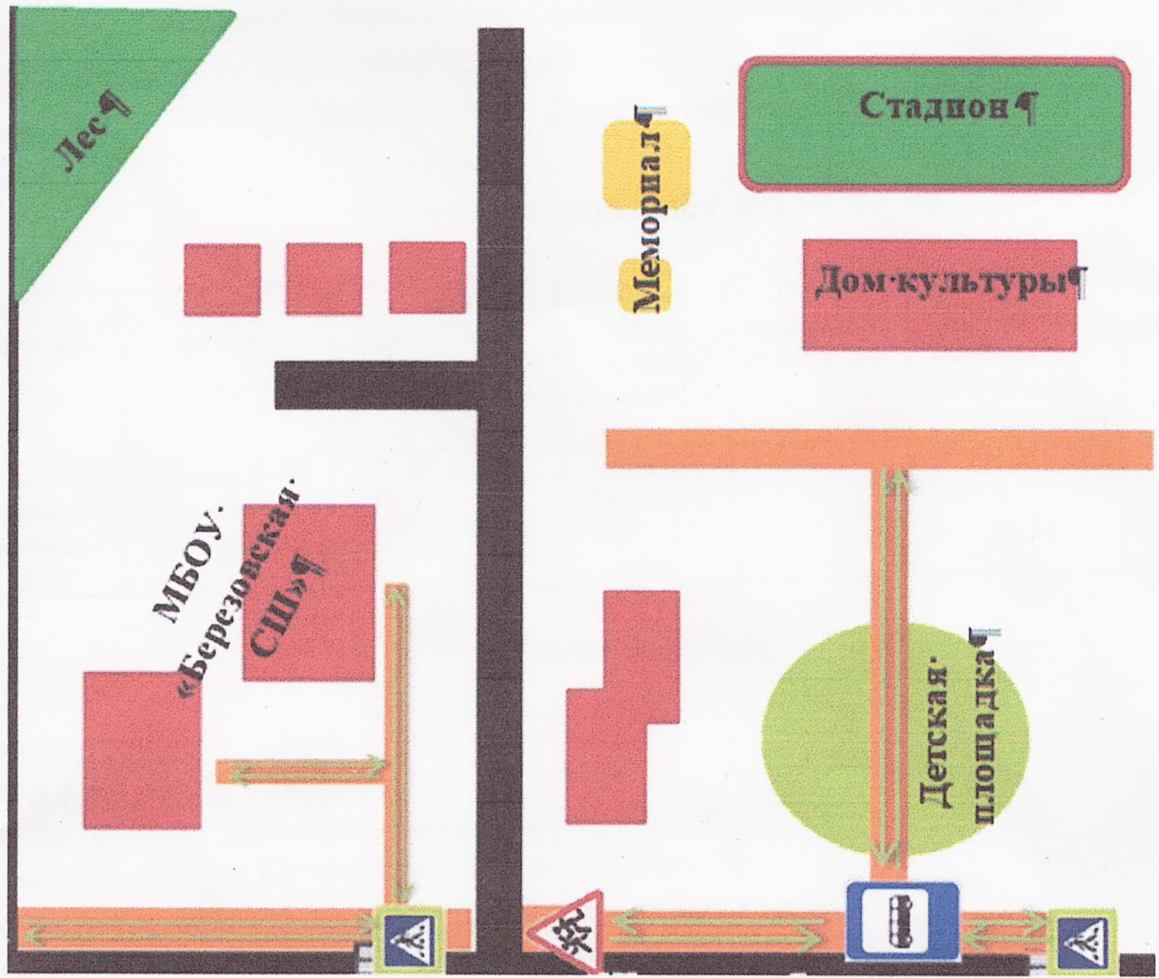 Лес¶
Мемориал¶
Стадион¶
Дом·культуры¶
МБОУ·
«Березовская·
СШ»¶
Детская·
площадка¶